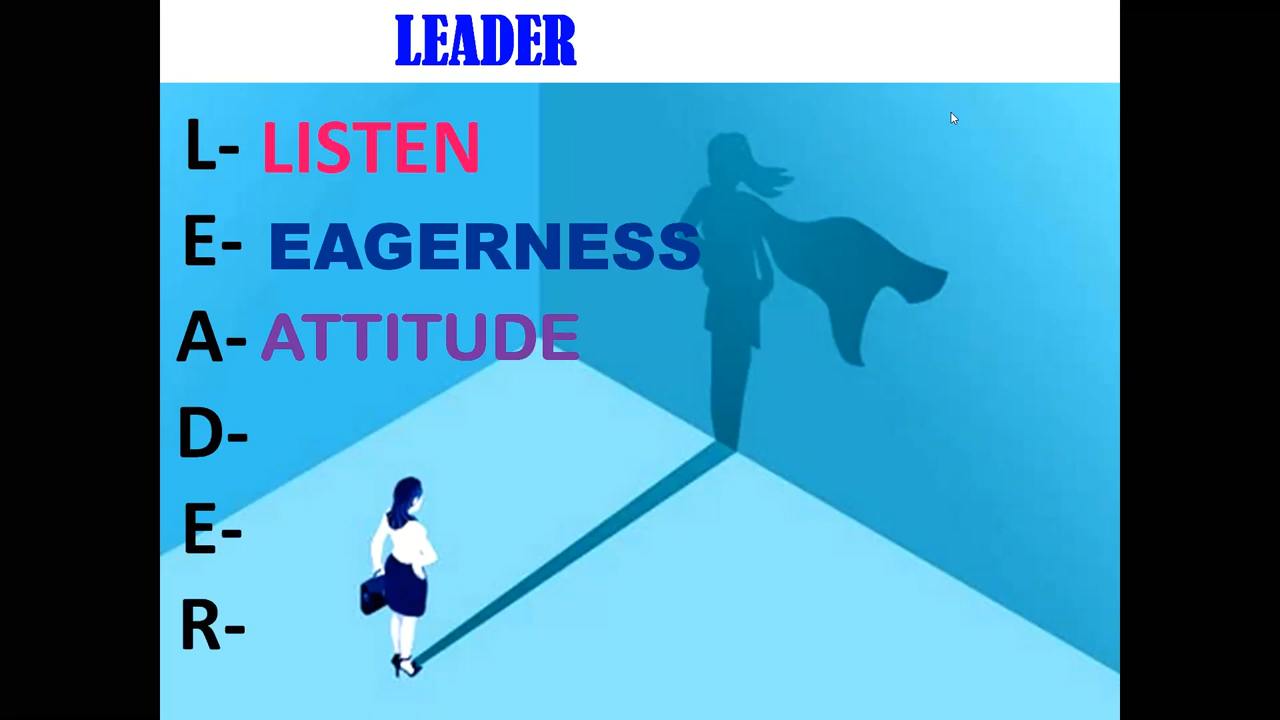 LEADER
L- LISTEN
E- EAGERNESS
A- ATTITUDE
D-
E-
R-